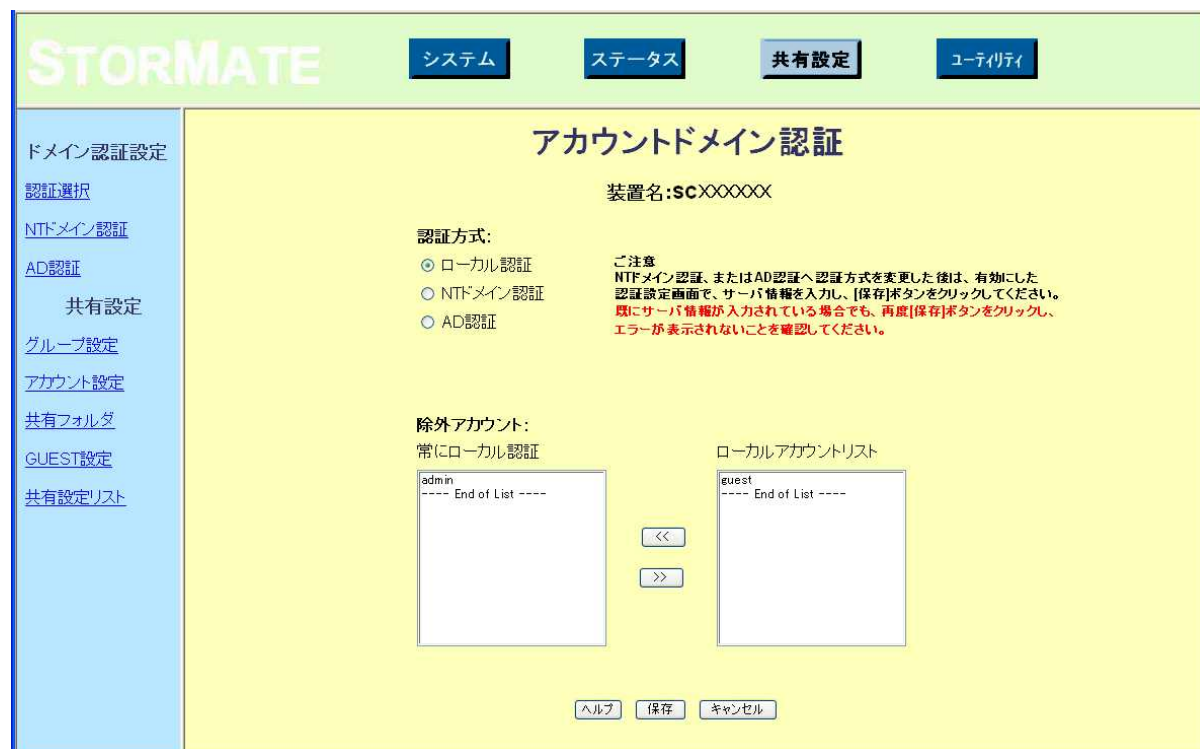 STORMATE
システム
ステータス
共有設定
ユーティリティ
ドメイン認証設定
認証選択
NTドメイン認証
AD認証
共有設定
グループ設定
アカウント設定
共有フォルダ
GUEST設定
共有設定リスト
アカウントドメイン認証
装置名:SCXXXXXX
認証方式:
ローカル認証
NTドメイン認証
AD認証
ご注意
NTドメイン認証、またはAD認証へ認証方式を変更した後は、有効にした
認証設定画面で、サーバ情報を入力し、[保存]ボタンをクリックしてください。
既にサーバ情報が入力されている場合でも、再度[保存]ボタンをクリックし、
エラーが表示されないことを確認してください。
除外アカウント:
常にローカル認証
admin
---- End of List ----
<<
>>
ローカルアカウントリスト
guest
---- End of List ----
ヘルプ
保存
キャンセル